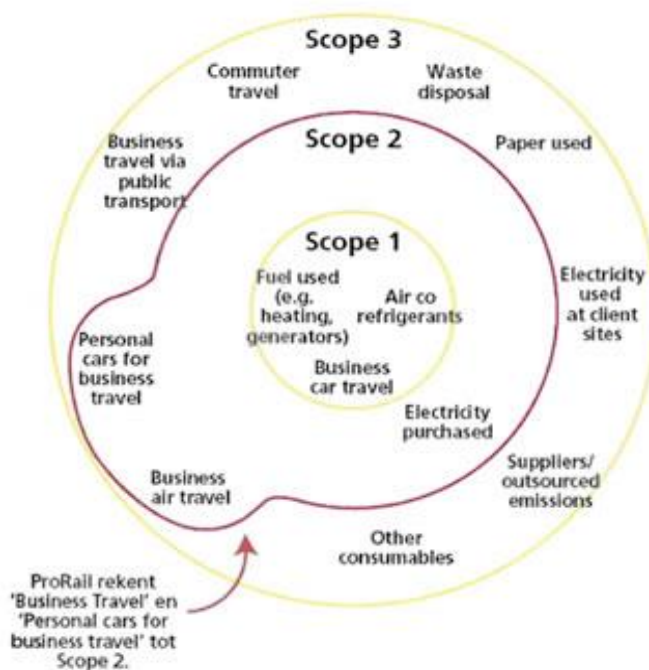 Scope 3
Commuter
travel
Waste
disposal
Business
travel via
public
transport
Scope 2
Paper used
Scope 1
Fuel used
(e.g.
heating,
generators)
Air co
refrigerants
Electricity
used
at client
sites
Personal
cars for
business
travel
Business
car travel
Electricity
purchased
Business
air travel
Suppliers/
outsourced
emissions
Other
consumables
ProRail rekent
'Business Travel' en
'Personal cars for
business travel' tot
Scope 2.